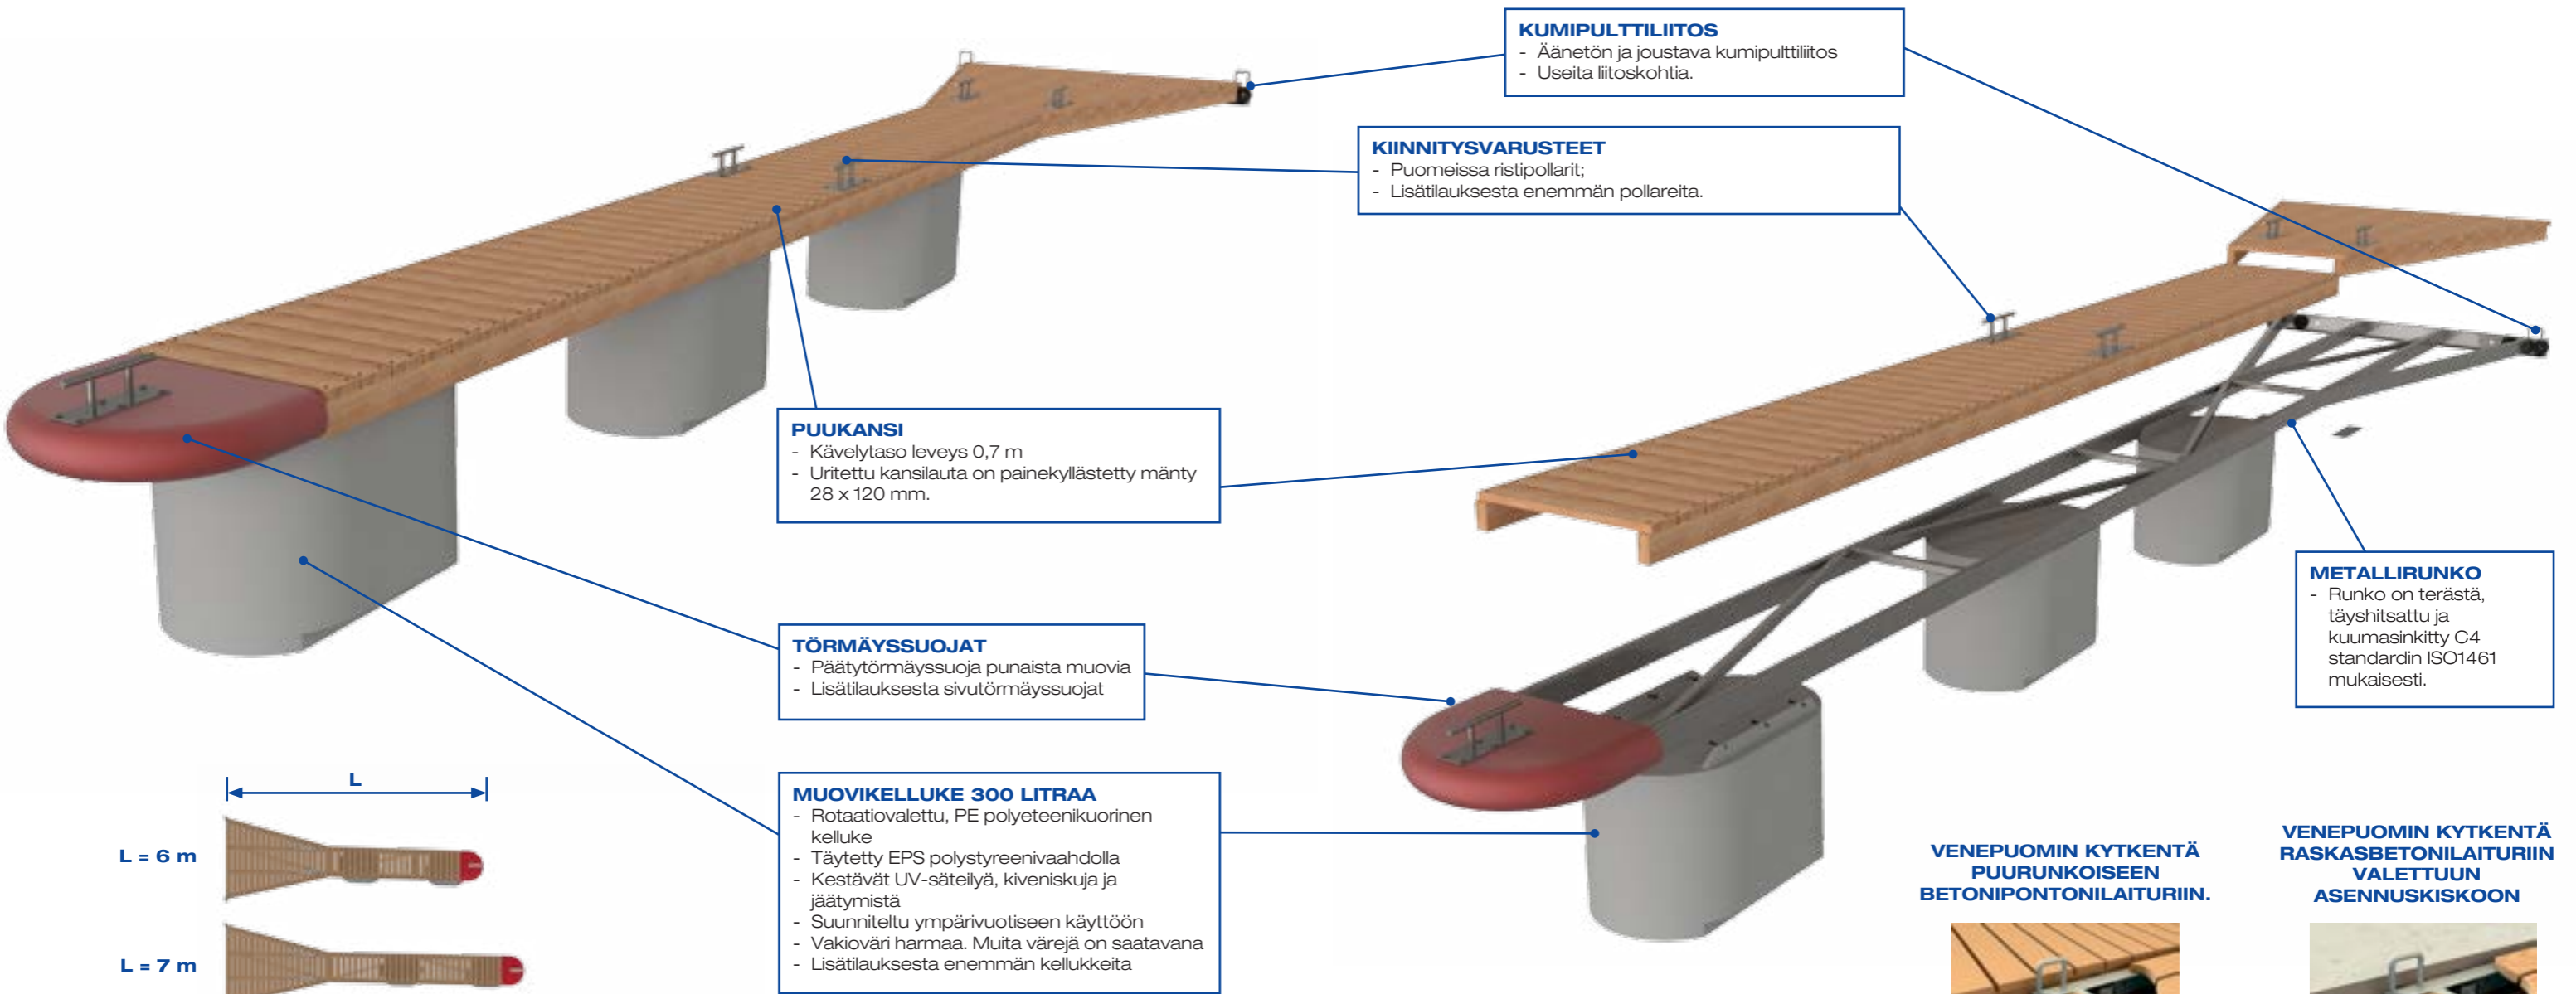 KUMIPULTTILIITOS
- Äänetön ja joustava kumipulttiliitos
- Useita liitoskohtia.
KIINNITYSVARUSTEET
- Puomeissa ristipollarit;
- Lisätilauksesta enemmän pollareita.
PUUKANSI
- Kävelytaso leveys 0,7 m
- Uritettu kansilauta on painekyllästetty mänty
28 x 120 mm.
METALLIRUNKO
- Runko on terästä,
täyshitsattu ja
kuumasinkitty C4
standardin ISO1461
mukaisesti.
TÖRMÄYSSUOJAT
- Päätytörmäyssuoja punaista muovia
- Lisätilauksesta sivutörmäyssuojat
MUOVIKELLUKE 300 LITRAA
- Rotaatiovalettu, PE polyeteenikuorinen
kelluke
- Täytetty EPS polystyreenivaahdolla
- Kestävät UV-säteilyä, kiveniskuja ja
jäätymistä
- Suunniteltu ympärivuotiseen käyttöön
- Vakioväri harmaa. Muita värejä on saatavana
- Lisätilauksesta enemmän kellukkeita
L
L = 6 m
L = 7 m
VENEPUOMIN KYTKENTÄ
PUURUNKOISEEN
BETONIPONTONILAITURIIN.
VENEPUOMIN KYTKENTÄ
RASKASBETONILAITURIIN
VALETTUUN
ASENNUSKISKOON